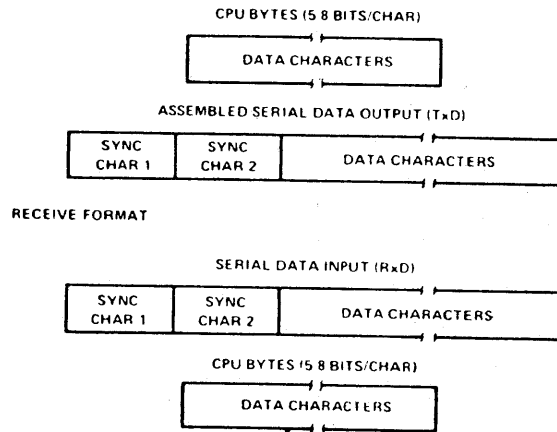 CPU BYTES (5 8 BITS/CHAR)
DATA CHARACTERS
ASSEMBLED SERIAL DATA OUTPUT (TxD)
SYNC CHAR 1
SYNC CHAR 2
DATA CHARACTERS
RECEIVE FORMAT
SERIAL DATA INPUT (RxD)
SYNC CHAR 1
SYNC CHAR 2
DATA CHARACTERS
CPU BYTES (5 8 BITS/CHAR)
DATA CHARACTERS